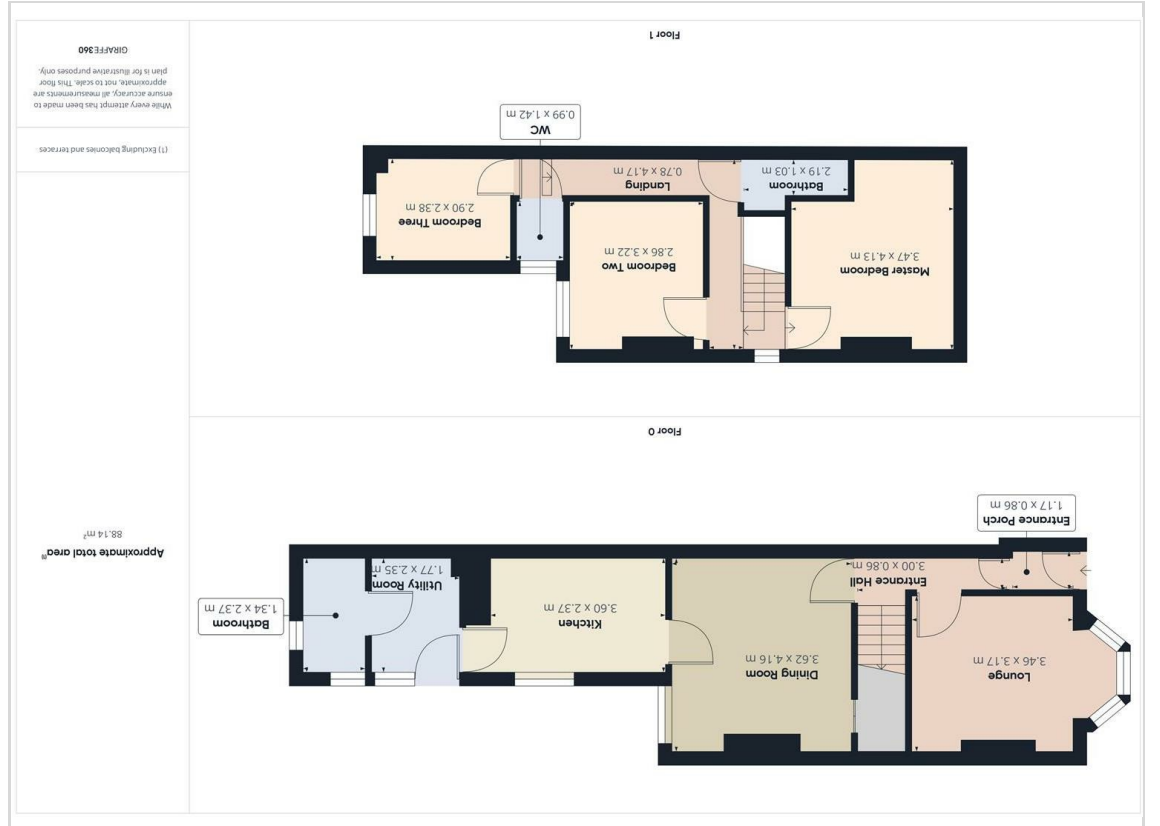 Lounge
3.46 x 3.17 m
Dining Room
3.62 x 4.16 m
Kitchen
3.60 x 2.37 m
Bathroom
1.34 x 2.37 m
Utility Room
1.77 x 2.35 m
Entrance Hall
3.00 x 0.86 m
Entrance Porch
1.17 x 0.86 m
Floor 0
Master Bedroom
3.47 x 4.13 m
Bedroom Two
2.86 x 3.22 m
Bedroom Three
2.90 x 2.38 m
Bathroom
2.19 x 1.03 m
Landing
0.78 x 4.17 m
WC
0.99 x 1.42 m
Floor 1
Approximate total area⁽¹⁾
88.14 m²
(1) Excluding balconies and terraces
While every attempt has been made to
ensure accuracy, all measurements are
approximate, not to scale. This floor
plan is for illustrative purposes only.
GIRAFFE360